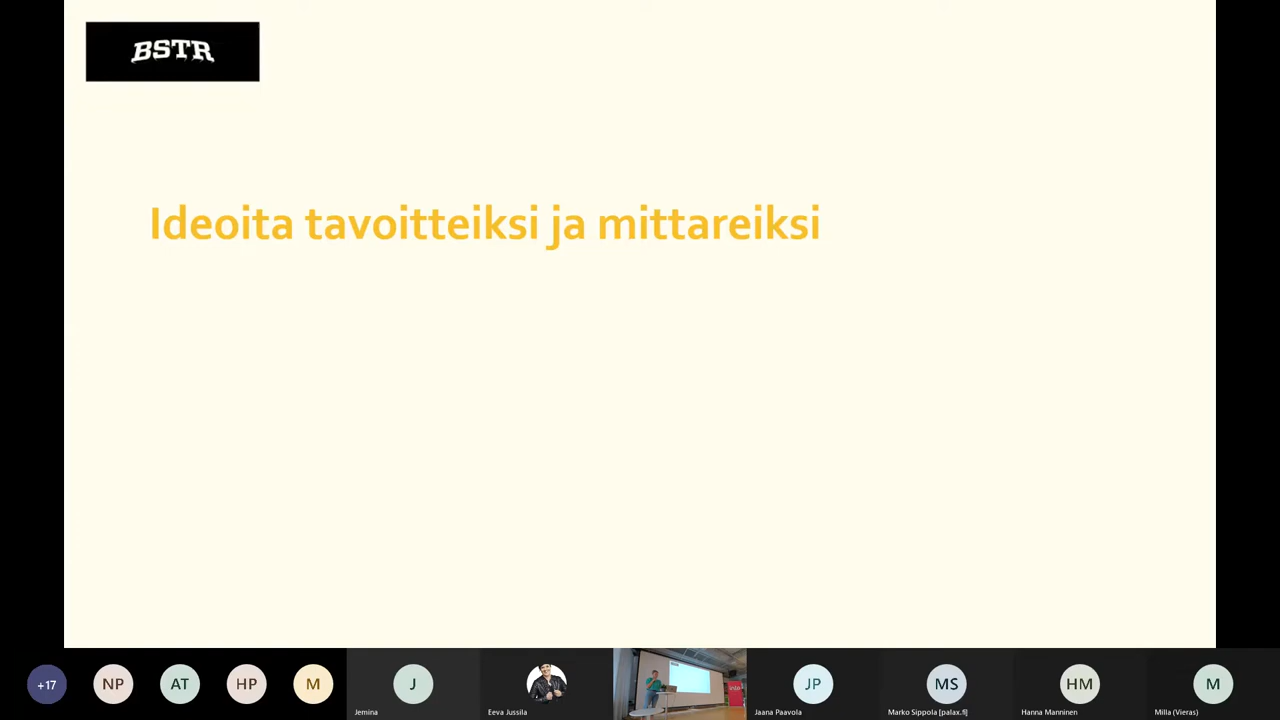 BSTR
Ideoita tavoitteiksi ja mittareiksi
+17
NP
AT
HP
M
J
Jemina
Eeva Jussila
JP
Jaana Paavola
MS
Marko Sippola [palax.fi]
HM
Hanna Manninen
M
Milla (Vieras)